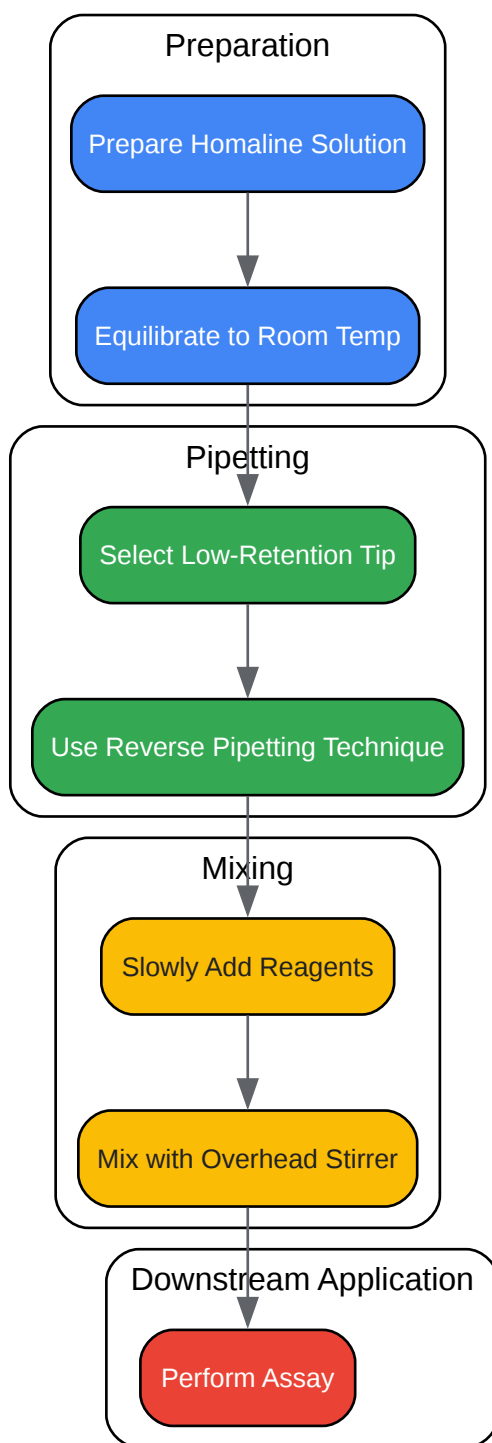 Preparation
Prepare Homaline Solution
Equilibrate to Room Temp
Pipetting
Select Low-Retention Tip
Use Reverse Pipetting Technique
Mixing
Slowly Add Reagents
Mix with Overhead Stirrer
Downstream Application
Perform Assay